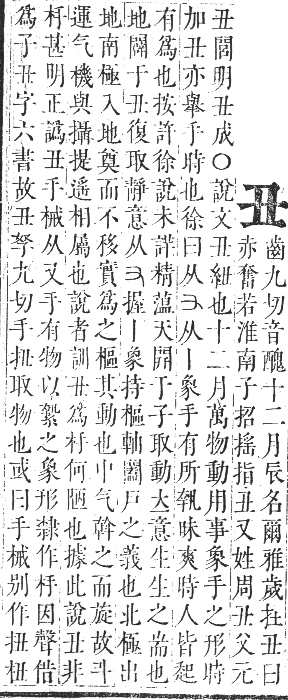 丑
齒九切音醜十二月辰名爾雅歲在丑曰
赤奮若淮南子招搖指丑又姓周丑父元
丑閭明丑成○說文丑紐也十二月萬物動用事象手之形時
加丑亦舉手時也徐曰从彐从丨象手有所執昧爽時人皆起
有爲也按許徐說未詳精蘊天開于子取動大意生生之耑也
地闢于丑復取靜意从彐握丨象持樞軸闔戶之義也北極出
地南極入地奠而不移實爲之樞其動也中气斡之而旋故斗
運气機與攝提遙相屬也說者訓丑爲杽何陋也據此說丑非
杽甚明正譌丑手械从又手有物以縶之象形隸作杽因聲借
爲子丑字六書故丑孥九切手扭取物也或曰手械別作扭杻